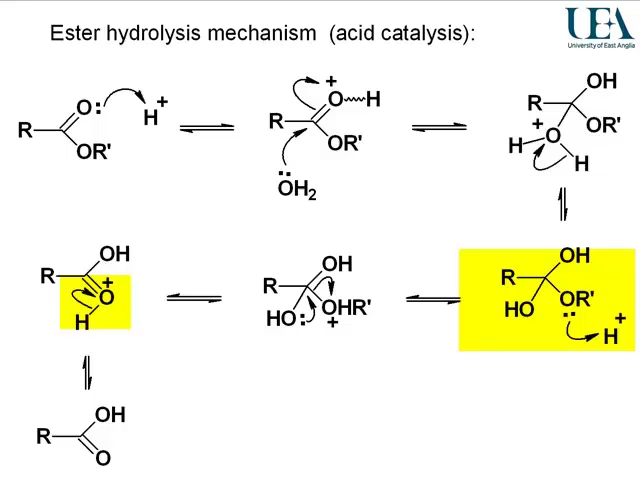 Ester hydrolysis mechanism (acid catalysis):
UEA
University of East Anglia
R O: OR' H+
R O+ H OR' :OH2
R OH OR' O+ H H
R OH O+ H
R OH HO: OHR' +
R OH HO OR' : H+
R OH O